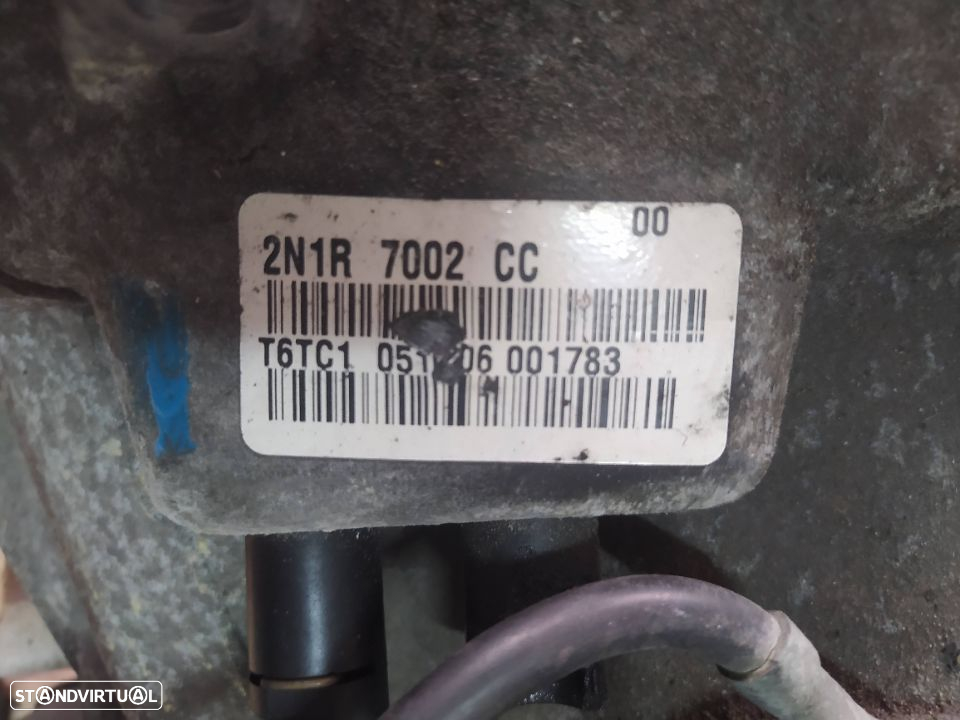 00
2N1R 7002 CC
T6TC1 001783
STANDVIRTUAL